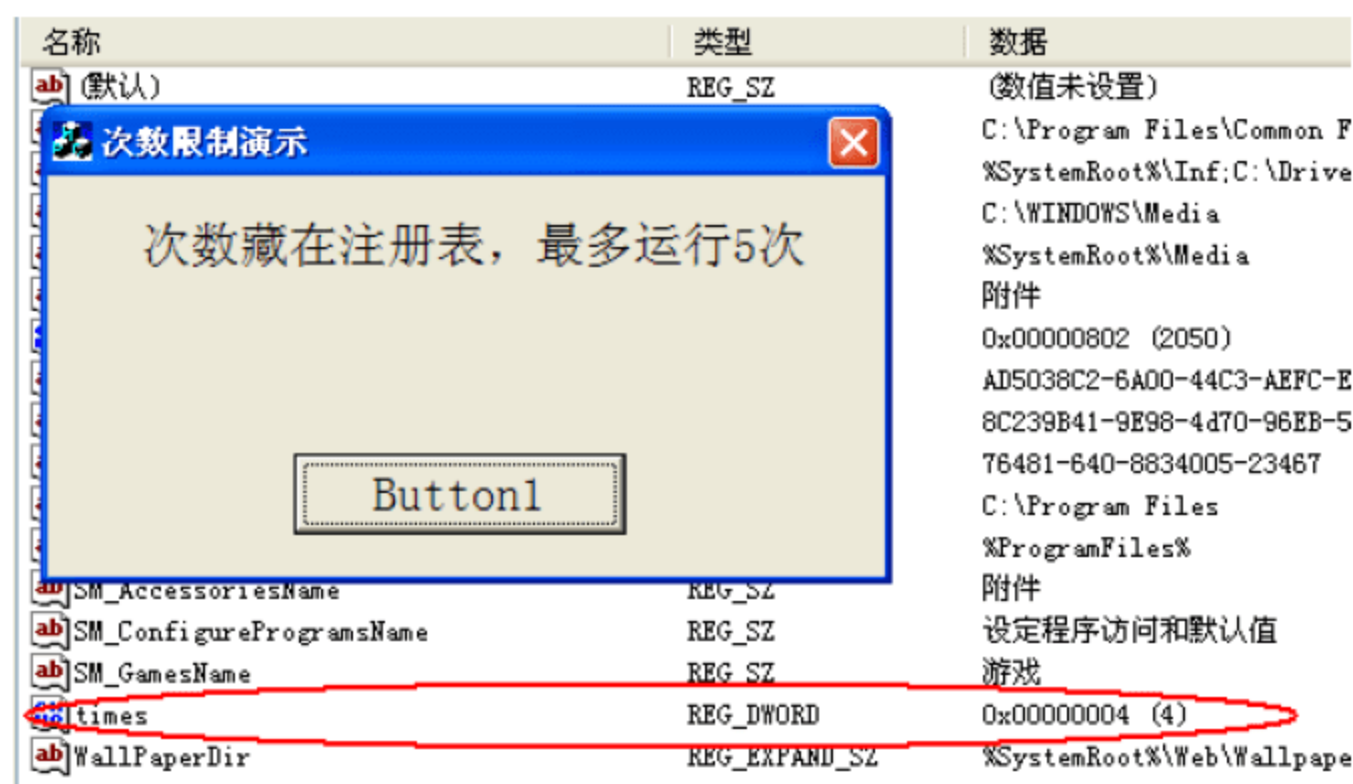 名称 类型 数据
(默认) REG_SZ (数值未设置)
C:\Program Files\Common F
次数限制演示
%SystemRoot%\Inf;C:\Drive
C:\WINDOWS\Media
次数藏在注册表，最多运行5次
%SystemRoot%\Media
附件
0x00000802 (2050)
AD5038C2-6A00-44C3-AEFC-E
8C239B41-9E98-4d70-96EB-5
76481-640-8834005-23467
Button1
C:\Program Files
%ProgramFiles%
SM_AccessoriesName REG_SZ 附件
SM_ConfigureProgramsName REG_SZ 设定程序访问和默认值
SM_GamesName REG_SZ 游戏
times REG_DWORD 0x00000004 (4)
WallPaperDir REG_EXPAND_SZ %SystemRoot%\Web\Wallpape